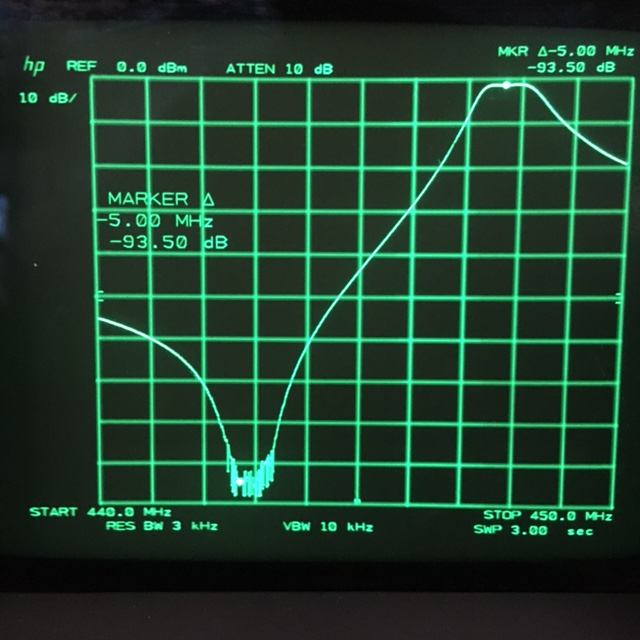 MKR Δ-5.00 MHz
hp REF 0.0 dBm ATTEN 10 dB -93.50 dB
10 dB/
MARKER Δ
-5.00 MHz
-93.50 dB
START 440.0 MHz STOP 450.0 MHz
RES BW 3 kHz VBW 10 kHz SWP 3.00 sec